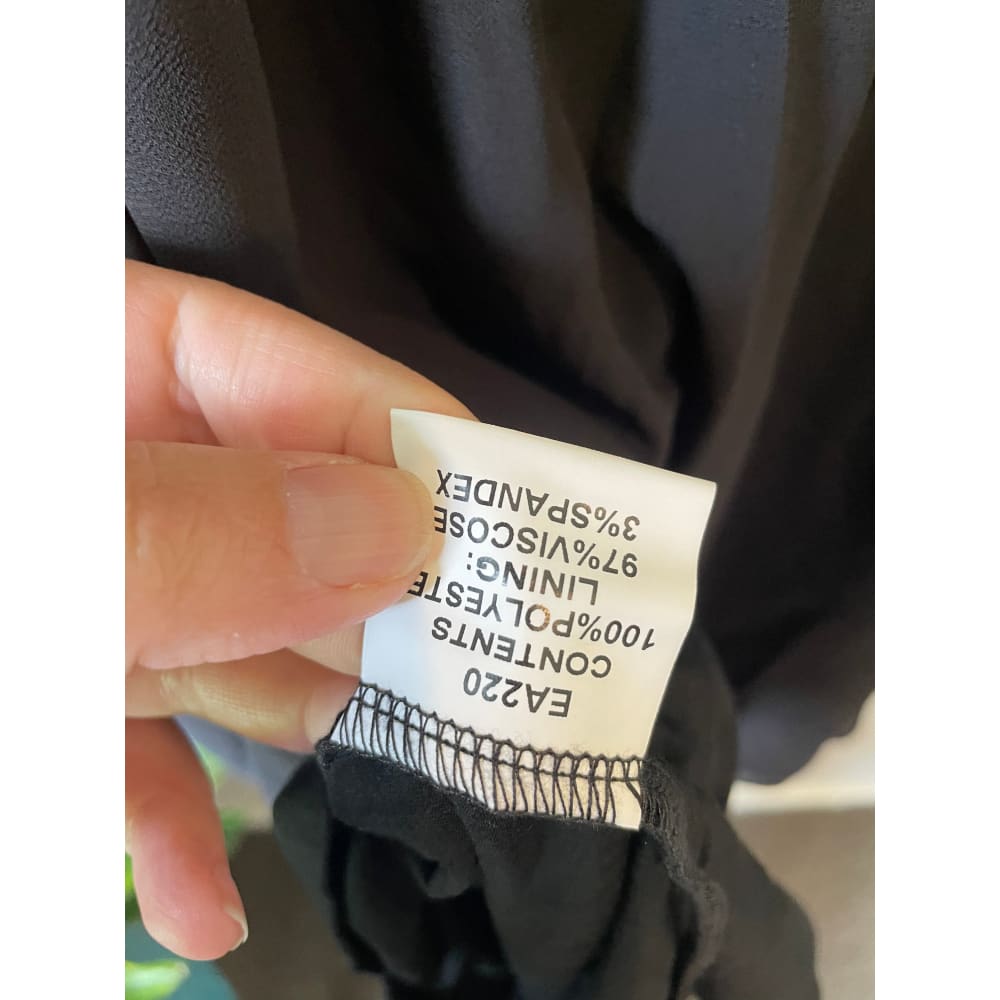 EA220
CONTENTS
100%POLYESTE
LINING:
97%VISCOSE
3%SPANDEX